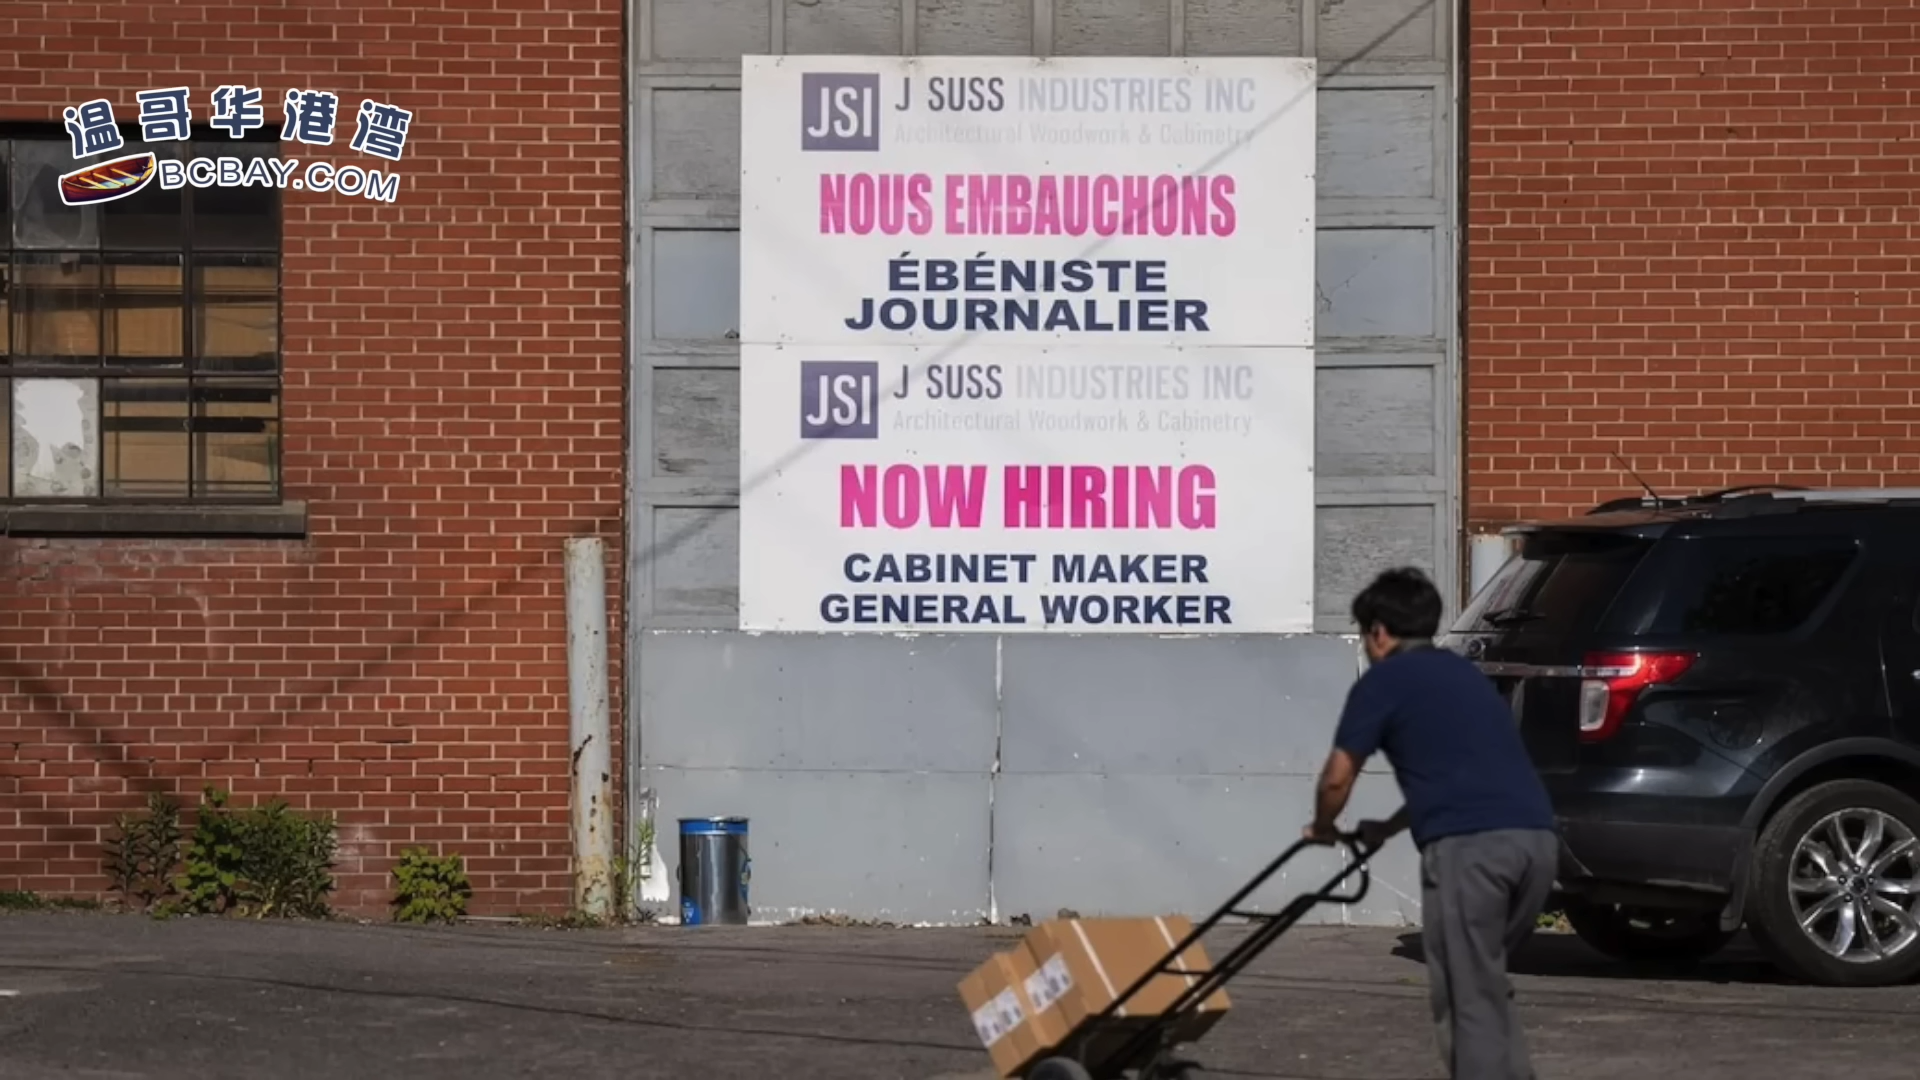 温哥华港湾
BCBAY.COM
JSI J SUSS INDUSTRIES INC
Architectural Woodwork & Cabinetry
NOUS EMBAUCHONS
ÉBÉNISTE
JOURNALIER
JSI J SUSS INDUSTRIES INC
Architectural Woodwork & Cabinetry
NOW HIRING
CABINET MAKER
GENERAL WORKER